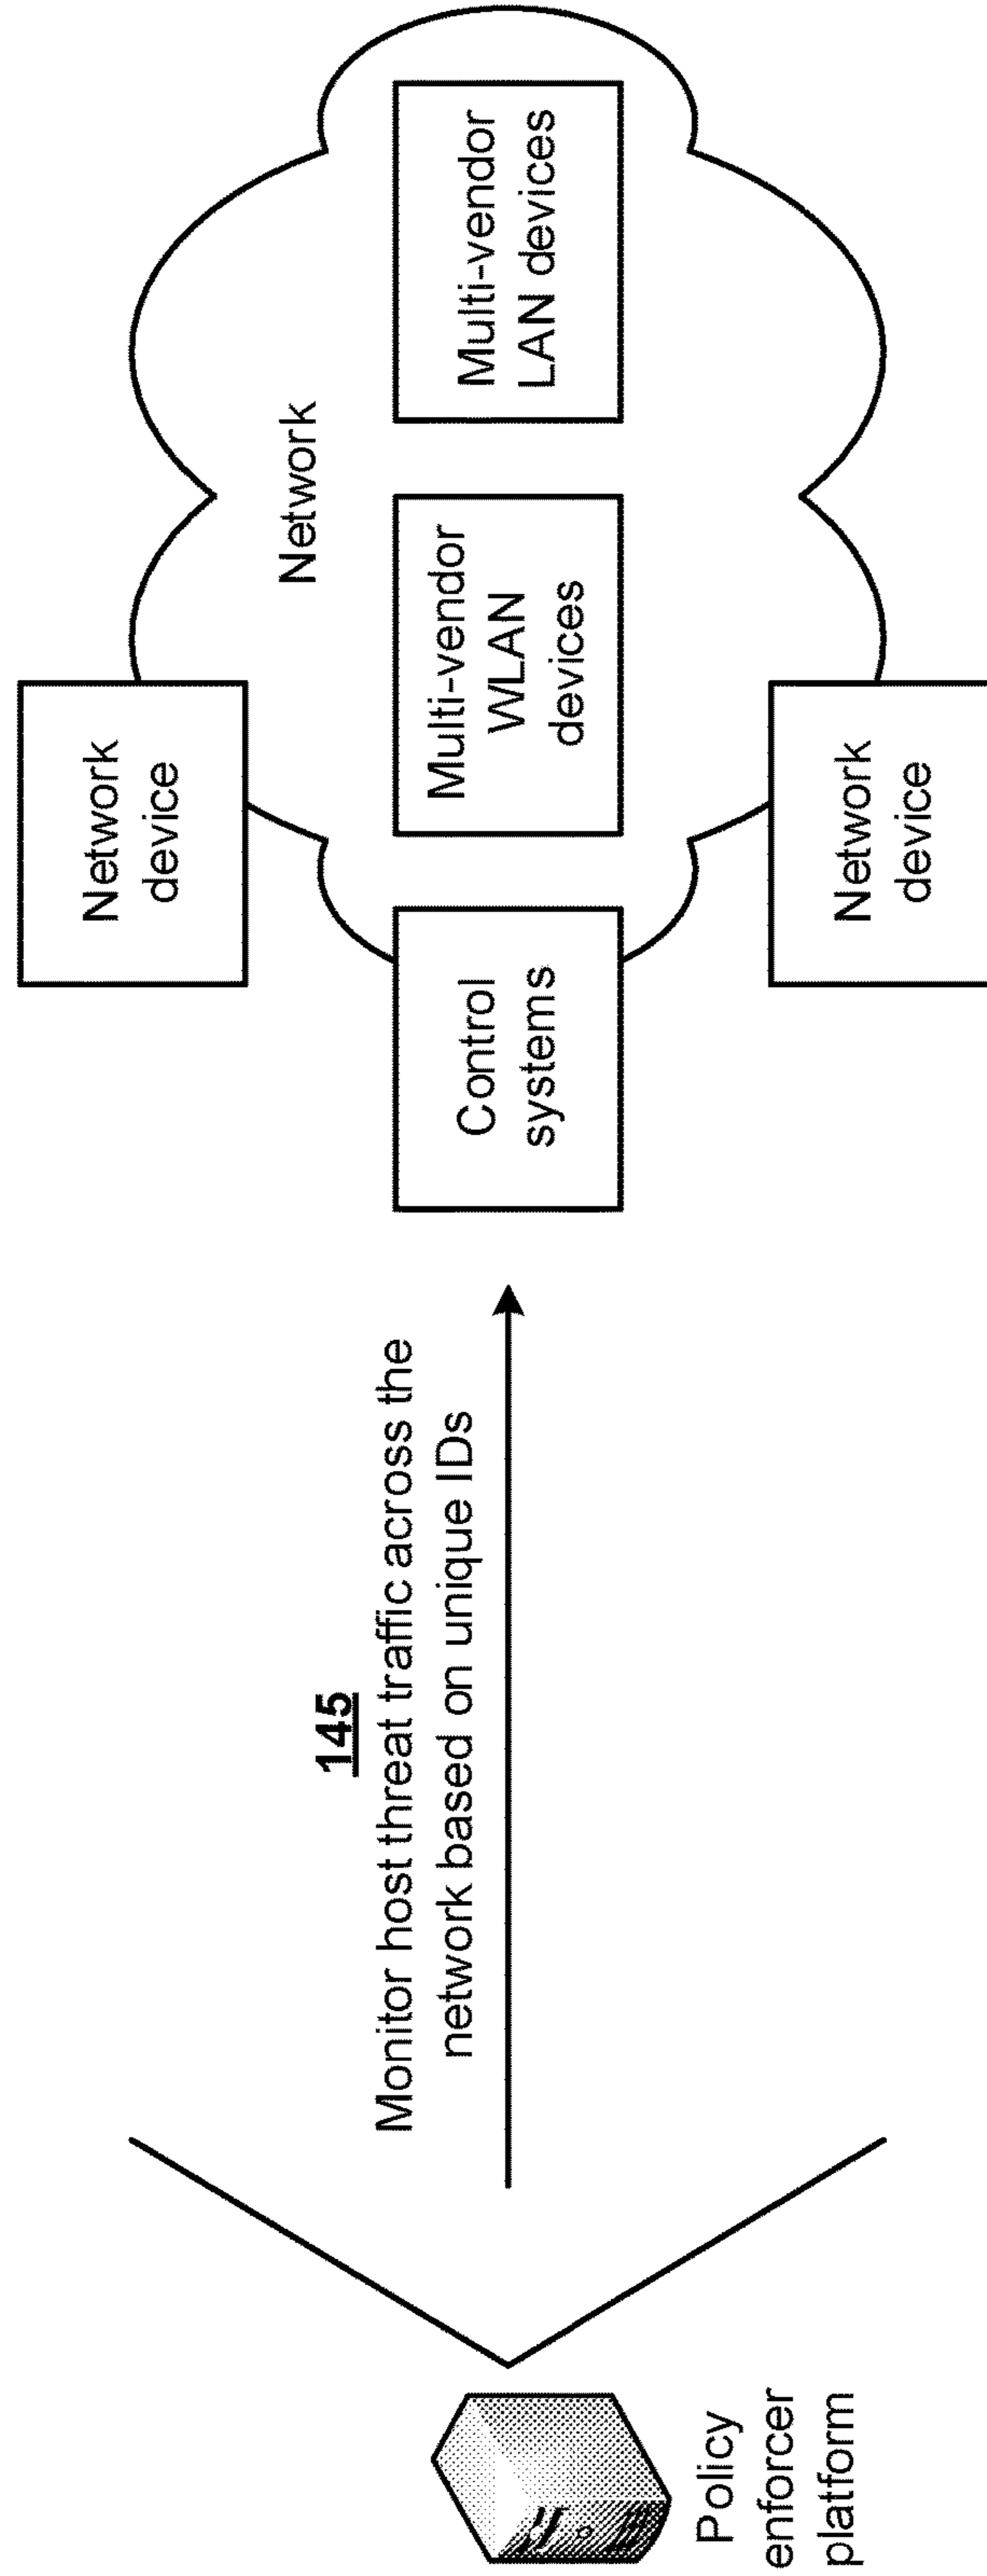 Policy
enforcer
platform
145
Monitor host threat traffic across the
network based on unique IDs
Network
device
Control
systems
Network
device
Network
Multi-vendor
WLAN
devices
Multi-vendor
LAN devices